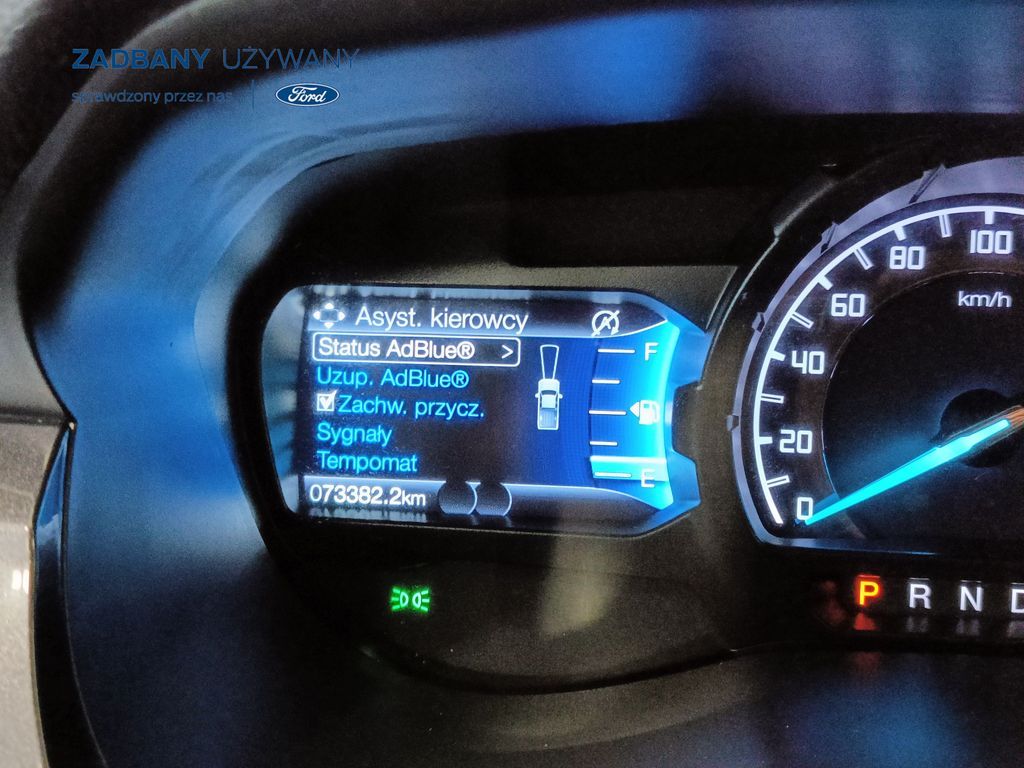 ZADBANY UŻYWANY
sprawdzony przez nas
Ford
Asyst. kierowcy
Status AdBlue® >
Uzup. AdBlue®
Zachw. przycz.
Sygnały
Tempomat
073382.2km
F
E
0
20
40
60
80
100
km/h
P R N D